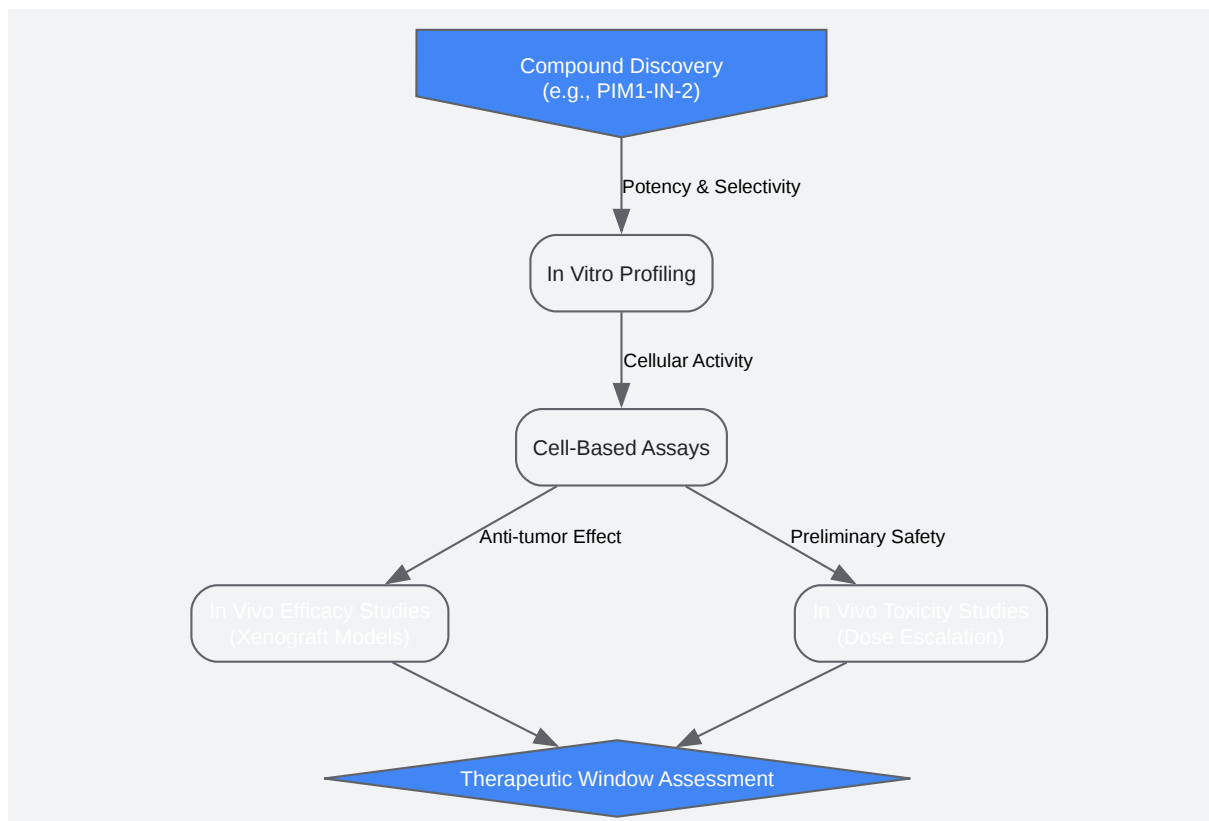 Compound Discovery
(e.g., PIM1-IN-2)
Potency & Selectivity
In Vitro Profiling
Cellular Activity
Cell-Based Assays
Anti-tumor Effect
Preliminary Safety
In Vivo Efficacy Studies
(Xenograft Models)
In Vivo Toxicity Studies
(Dose Escalation)
Therapeutic Window Assessment